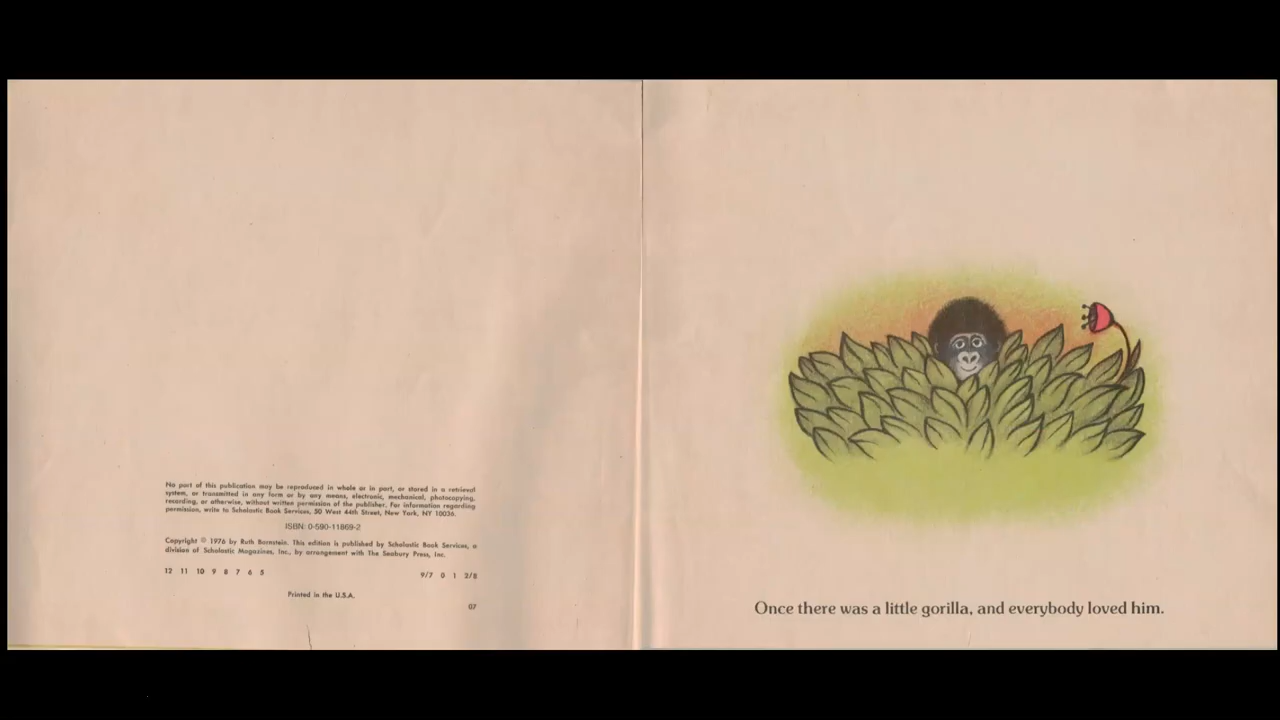 No part of this publication may be reproduced in whole or in part, or stored in a retrieval
system, or transmitted in any form or by any means, electronic, mechanical, photocopying,
recording, or otherwise, without written permission of the publisher. For information regarding
permission, write to Scholastic Book Services, 50 West 44th Street, New York, NY 10036.
ISBN: 0-590-11869-2
Copyright © 1976 by Ruth Bornstein. This edition is published by Scholastic Book Services, a
division of Scholastic Magazines, Inc., by arrangement with The Seabury Press, Inc.
12 11 10 9 8 7 6 5 9/7 0 1 2/8
Printed in the U.S.A.
07
Once there was a little gorilla, and everybody loved him.